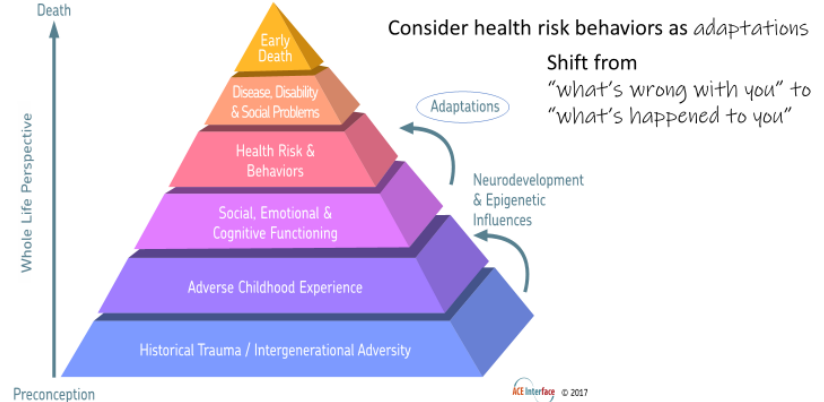 Death
Whole Life Perspective
Preconception
Early
Death
Disease, Disability
& Social Problems
Health Risk &
Behaviors
Social, Emotional &
Cognitive Functioning
Adverse Childhood Experience
Historical Trauma / Intergenerational Adversity
Adaptations
Neurodevelopment
& Epigenetic
Influences
Consider health risk behaviors as adaptations
Shift from
"what's wrong with you" to
"what's happened to you"
ACE Interface © 2017